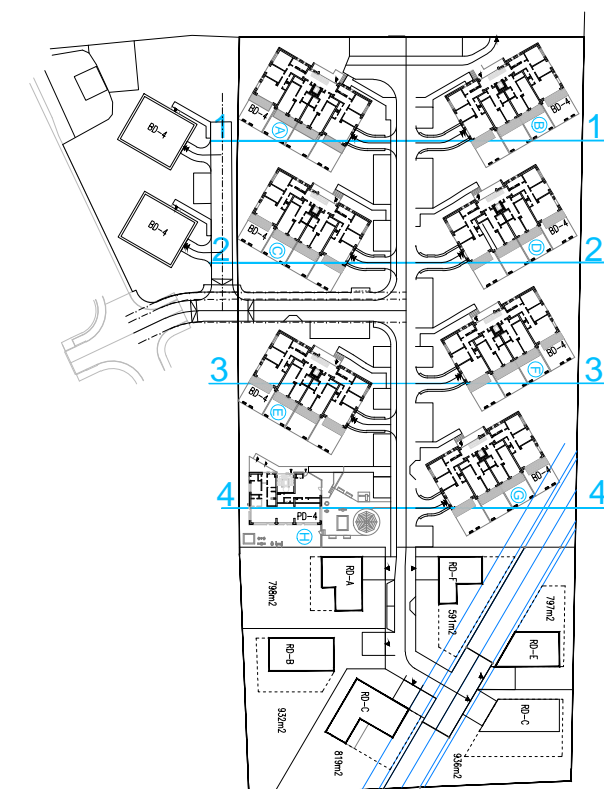 1 1
BD-4 BD-4 BD-4
A B
BD-4
2 2
BD-4 BD-4
C D
3 3
BD-4 BD-4
E F
4 4
BD-4
G
PD-4
H
RD-A RD-F
798m2 591m2 797m2
RD-B RD-E
932m2
RD-C RD-C
819m2 936m2